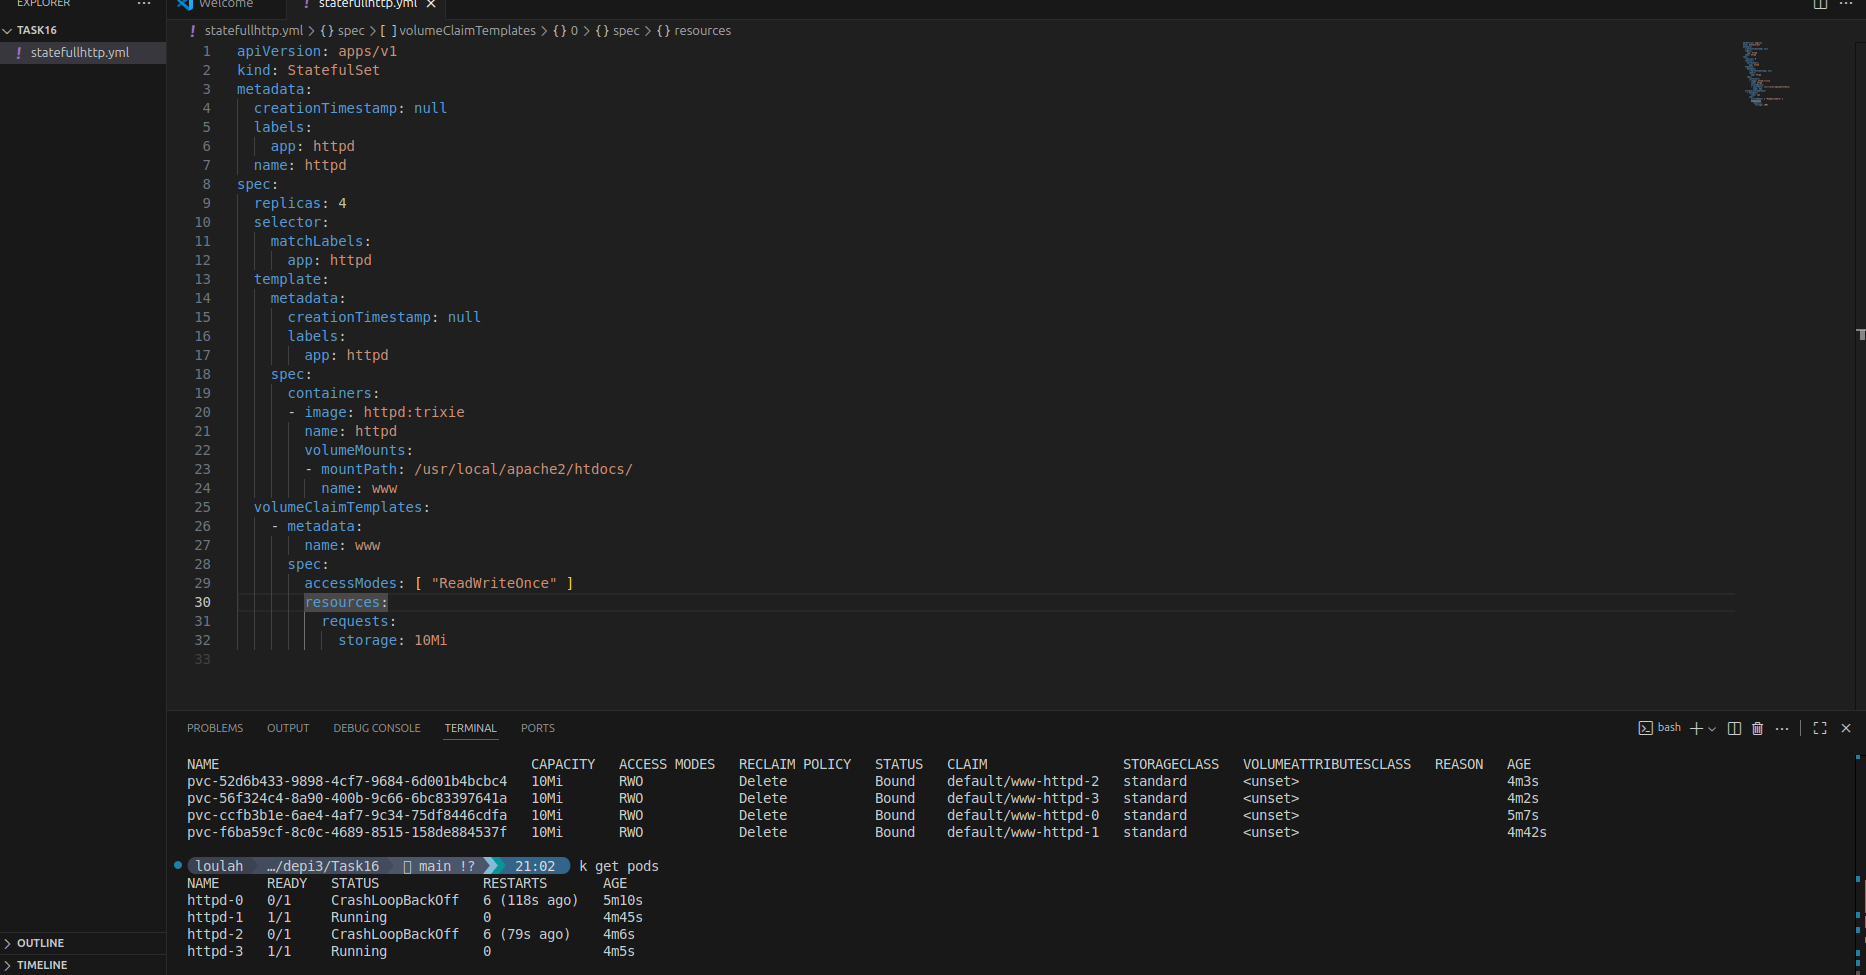 EXPLORER ...
TASK16
! statefullhttp.yml
OUTLINE
TIMELINE
Welcome
! statefullhttp.yml ×
! statefullhttp.yml > {} spec > [ ] volumeClaimTemplates > {} 0 > {} spec > {} resources
1 apiVersion: apps/v1
2 kind: StatefulSet
3 metadata:
4   creationTimestamp: null
5   labels:
6     app: httpd
7   name: httpd
8 spec:
9   replicas: 4
10   selector:
11     matchLabels:
12       app: httpd
13   template:
14     metadata:
15       creationTimestamp: null
16       labels:
17         app: httpd
18     spec:
19       containers:
20       - image: httpd:trixie
21         name: httpd
22         volumeMounts:
23         - mountPath: /usr/local/apache2/htdocs/
24           name: www
25   volumeClaimTemplates:
26     - metadata:
27         name: www
28       spec:
29         accessModes: [ "ReadWriteOnce" ]
30         resources:
31           requests:
32             storage: 10Mi
33
PROBLEMS OUTPUT DEBUG CONSOLE TERMINAL PORTS bash
NAME CAPACITY ACCESS MODES RECLAIM POLICY STATUS CLAIM STORAGECLASS VOLUMEATTRIBUTESCLASS REASON AGE
pvc-52d6b433-9898-4cf7-9684-6d001b4bcbc4 10Mi RWO Delete Bound default/www-httpd-2 standard <unset> 4m3s
pvc-56f324c4-8a90-400b-9c66-6bc83397641a 10Mi RWO Delete Bound default/www-httpd-3 standard <unset> 4m2s
pvc-ccfb3b1e-6ae4-4af7-9c34-75df8446cdfa 10Mi RWO Delete Bound default/www-httpd-0 standard <unset> 5m7s
pvc-f6ba59cf-8c0c-4689-8515-158de884537f 10Mi RWO Delete Bound default/www-httpd-1 standard <unset> 4m42s
loulah …/depi3/Task16 main !? 21:02 k get pods
NAME READY STATUS RESTARTS AGE
httpd-0 0/1 CrashLoopBackOff 6 (118s ago) 5m10s
httpd-1 1/1 Running 0 4m45s
httpd-2 0/1 CrashLoopBackOff 6 (79s ago) 4m6s
httpd-3 1/1 Running 0 4m5s